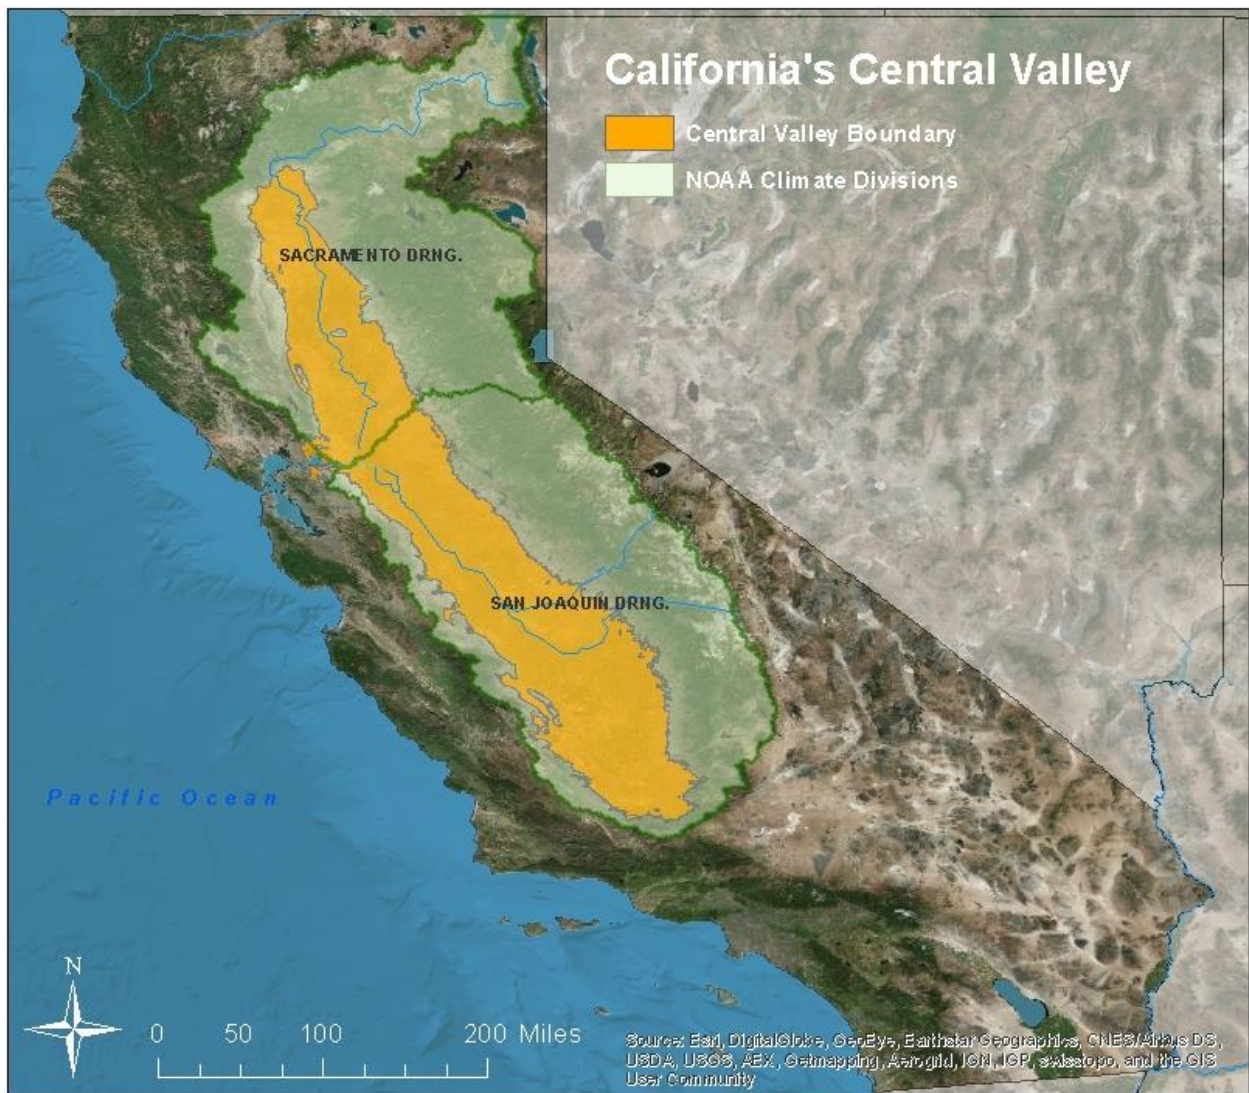 California's Central Valley
Central Valley Boundary
NOAA Climate Divisions
SACRAMENTO DRNG.
SAN JOAQUIN DRNG.
Pacific Ocean
N
0 50 100 200 Miles
Source: Esri, DigitalGlobe, GeoEye, Earthstar Geographics, CNES/Airbus DS,
USDA, USGS, AEX, Getmapping, Aerogrid, IGN, IGP, swisstopo, and the GIS
User Community